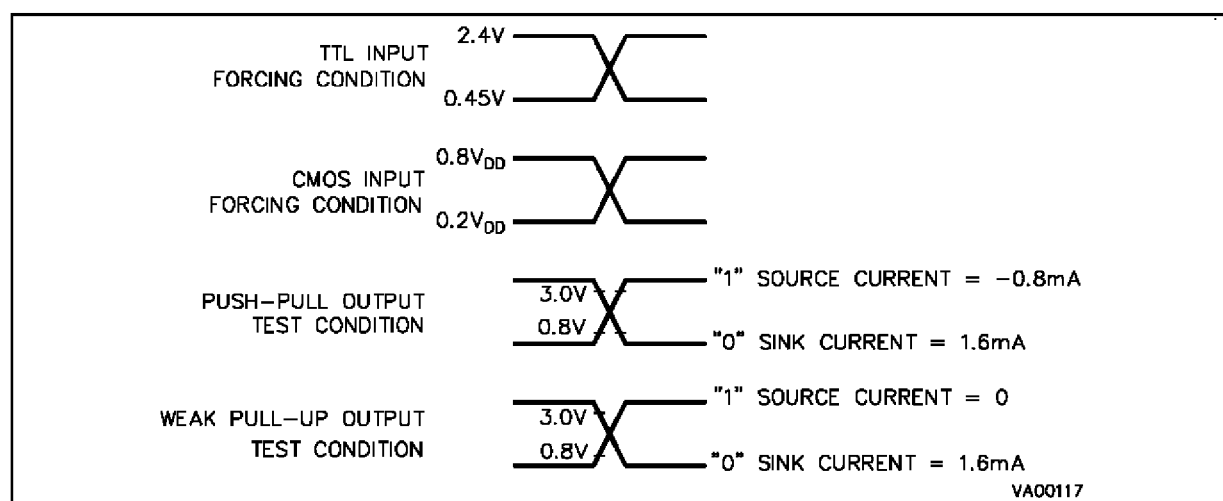 TTL INPUT
FORCING CONDITION
2.4V
0.45V
CMOS INPUT
FORCING CONDITION
0.8VDD
0.2VDD
PUSH-PULL OUTPUT
TEST CONDITION
3.0V
0.8V
"1" SOURCE CURRENT = -0.8mA
"0" SINK CURRENT = 1.6mA
WEAK PULL-UP OUTPUT
TEST CONDITION
3.0V
0.8V
"1" SOURCE CURRENT = 0
"0" SINK CURRENT = 1.6mA
VA00117